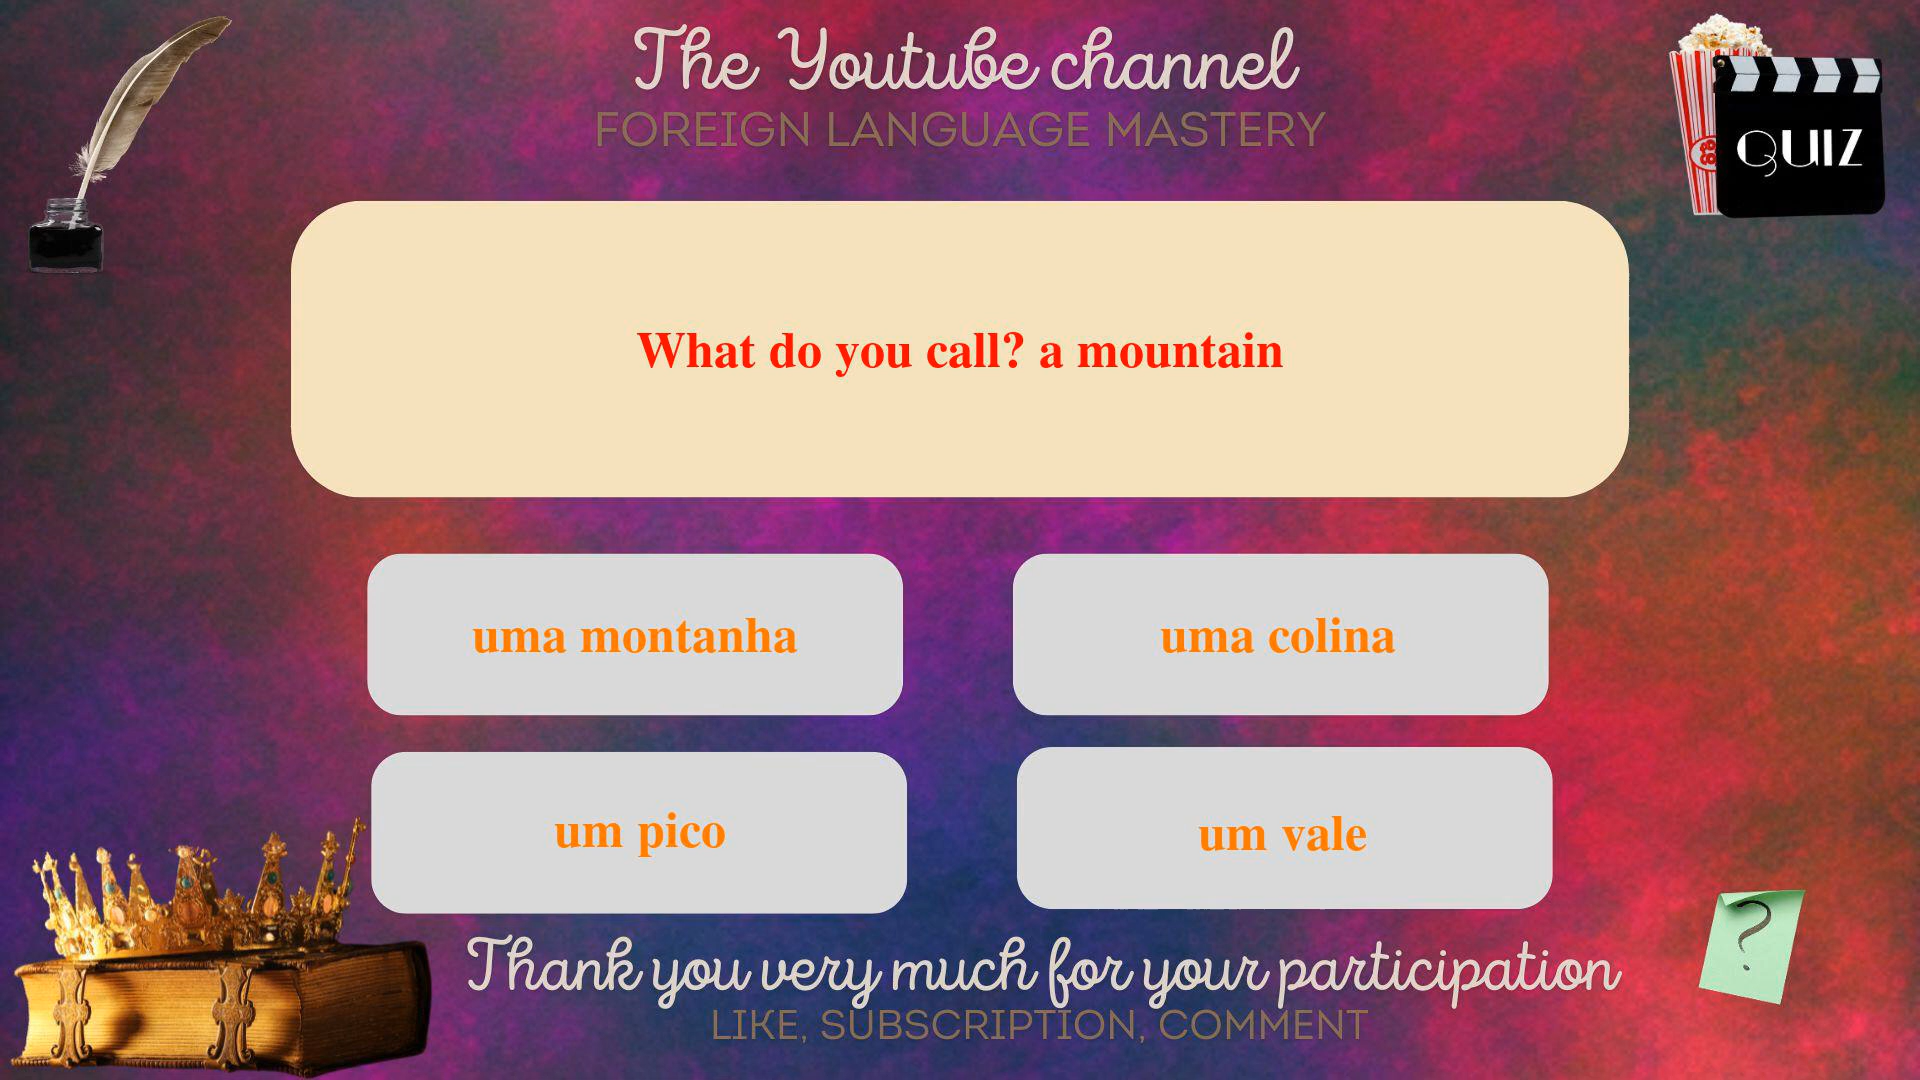 The Youtube channel
FOREIGN LANGUAGE MASTERY
QUIZ
What do you call? a mountain
uma montanha
uma colina
um pico
um vale
?
Thank you very much for your participation
LIKE, SUBSCRIPTION, COMMENT